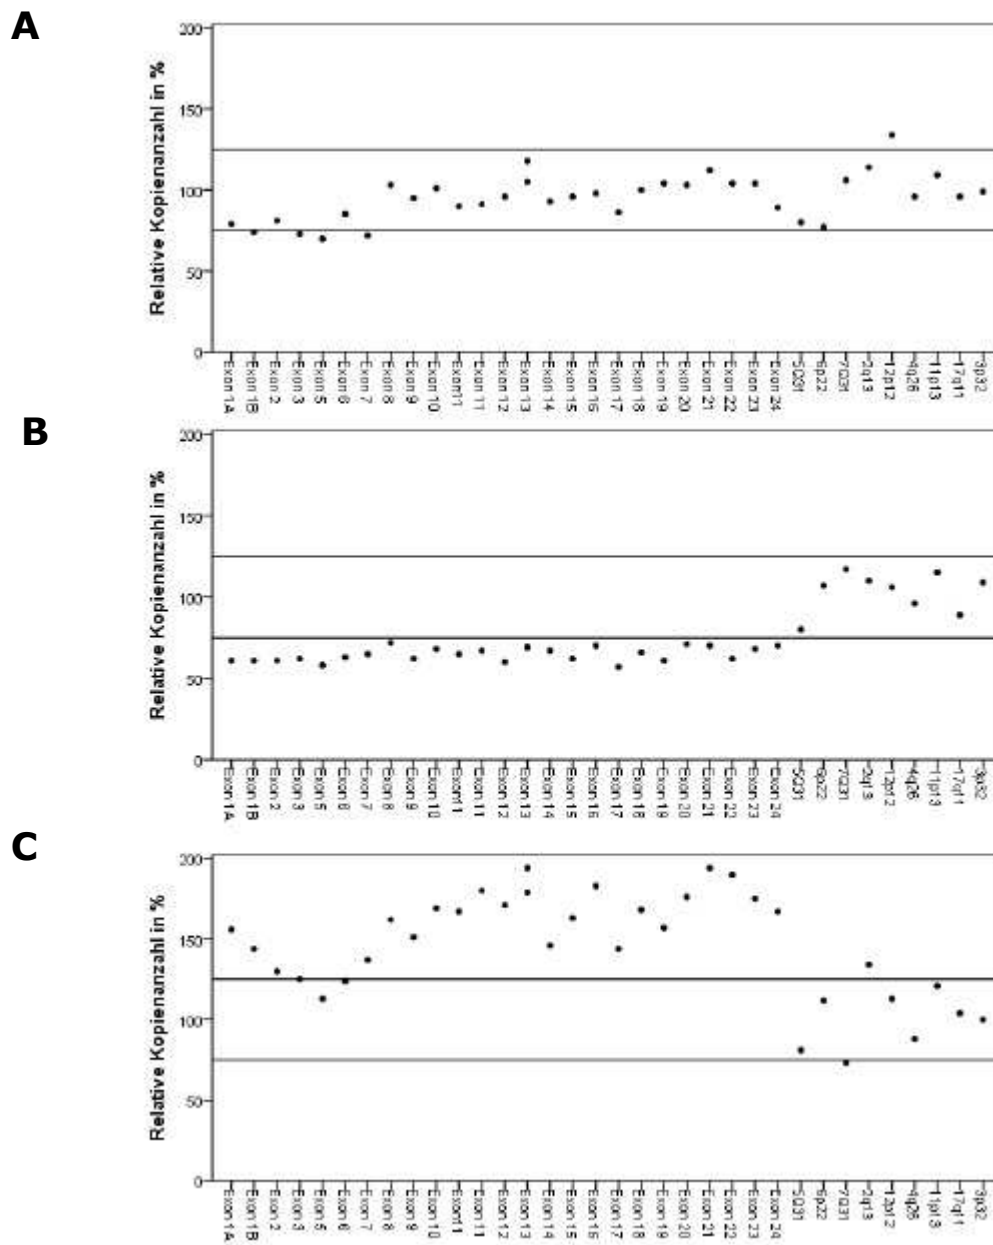 A
Relative Kopienanzahl in %
200
150
100
50
0
Exon 1A
Exon 1B
Exon 2
Exon 3
Exon 5
Exon 6
Exon 7
Exon 8
Exon 9
Exon 10
Exon11
Exon 11
Exon 12
Exon 13
Exon 14
Exon 15
Exon 16
Exon 17
Exon 18
Exon 19
Exon 20
Exon 21
Exon 22
Exon 23
Exon 24
5Q31
6p22
7Q31
2q13
12p12
4q26
11p13
17q11
3p32
B
Relative Kopienanzahl in %
200
150
100
50
0
Exon 1A
Exon 1B
Exon 2
Exon 3
Exon 5
Exon 6
Exon 7
Exon 8
Exon 9
Exon 10
Exon11
Exon 11
Exon 12
Exon 13
Exon 14
Exon 15
Exon 16
Exon 17
Exon 18
Exon 19
Exon 20
Exon 21
Exon 22
Exon 23
Exon 24
5Q31
6p22
7Q31
2q13
12p12
4q26
11p13
17q11
3p32
C
Relative Kopienanzahl in %
200
150
100
50
0
Exon 1A
Exon 1B
Exon 2
Exon 3
Exon 5
Exon 6
Exon 7
Exon 8
Exon 9
Exon 10
Exon11
Exon 11
Exon 12
Exon 13
Exon 14
Exon 15
Exon 16
Exon 17
Exon 18
Exon 19
Exon 20
Exon 21
Exon 22
Exon 23
Exon 24
5Q31
6p22
7Q31
2q13
12p12
4q26
11p13
17q11
3p32